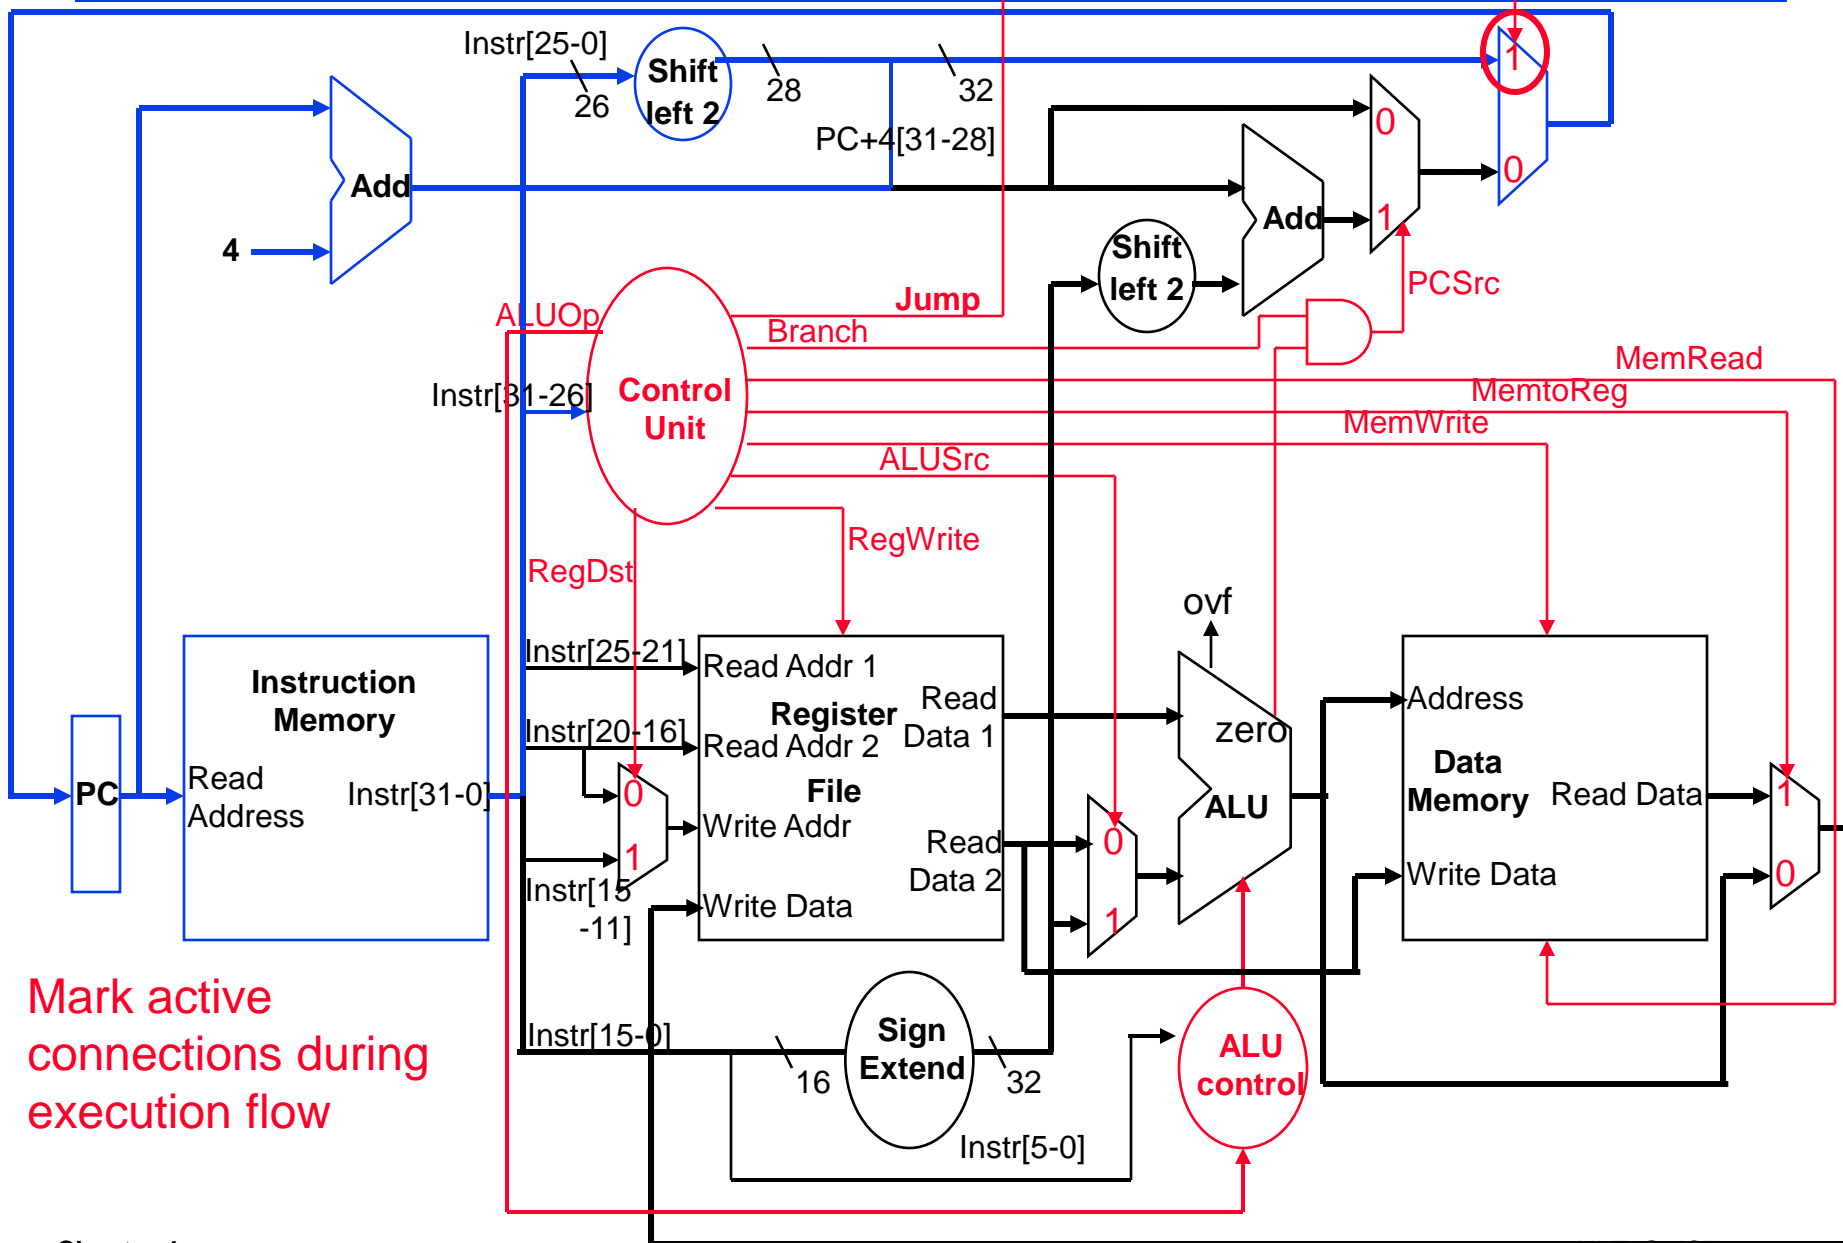 Instr[25-0]
Shift
left 2
26
28
32
1
PC+4[31-28]
0
0
Add
4
Add
1
Shift
left 2
PCSrc
ALUOp
Jump
Branch
MemRead
Instr[31-26]
Control
Unit
MemtoReg
MemWrite
ALUSrc
RegWrite
RegDst
ovf
Instruction
Memory
Instr[25-21]
Read Addr 1
Register
Read
Data 1
Instr[20-16]
Read Addr 2
zero
Address
Data
Memory
PC
Read
Address
Instr[31-0]
0
File
ALU
Read Data
1
Write Addr
1
Read
Data 2
0
Write Data
0
Instr[15
-11]
Write Data
1
Mark active
connections during
execution flow
Instr[15-0]
16
Sign
Extend
32
ALU
control
Instr[5-0]